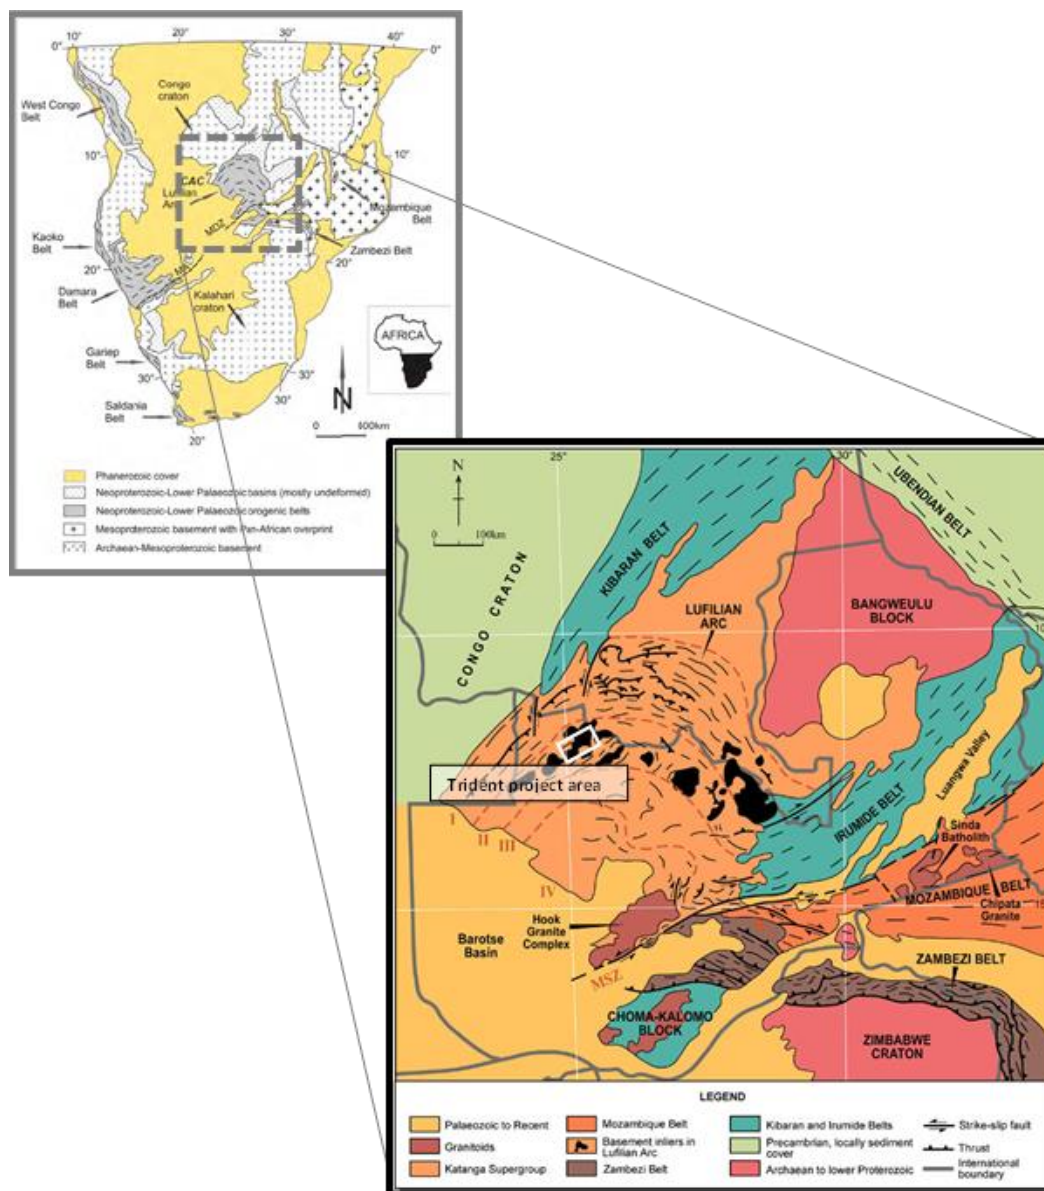 10°
20°
30°
40°
0°
0°
Congo
craton
West Congo
Belt
10°
10°
CAC
Lufilian
Arc
MDZ
Mozambique
Belt
Kaoko
Belt
Zambezi Belt
20°
20°
Damara
Belt
Kalahari
craton
AFRICA
Gariep
Belt
30°
30°
30°
N
Saldania
Belt
20°
0
600km
Phanerozoic cover
Neoproterozoic-Lower Palaeozoic basins (mostly undeformed)
Neoproterozoic-Lower Palaeozoic orogenic belts
Mesoproterozoic basement with Pan-African overprint
Archaean-Mesoproterozoic basement
25°
30°
N
0 100km
UBENDIAN BELT
KIBARAN BELT
CONGO CRATON
LUFILIAN
ARC
BANGWEULU
BLOCK
10
Trident project area
Luangwa Valley
I
II
III
IV
IRUMIDE BELT
Sinda
Batholith
MOZAMBIQUE BELT
Chipata
Granite
15
Hook
Granite
Complex
Barotse
Basin
MSZ
ZAMBEZI BELT
CHOMA-KALOMO
BLOCK
ZIMBABWE
CRATON
LEGEND
Palaeozoic to Recent
Granitoids
Katanga Supergroup
Mozambique Belt
Basement inliers in
Lufilian Arc
Zambezi Belt
Kibaran and Irumide Belts
Precambrian, locally sediment
cover
Archaean to lower Proterozoic
Strike-slip fault
Thrust
International
boundary